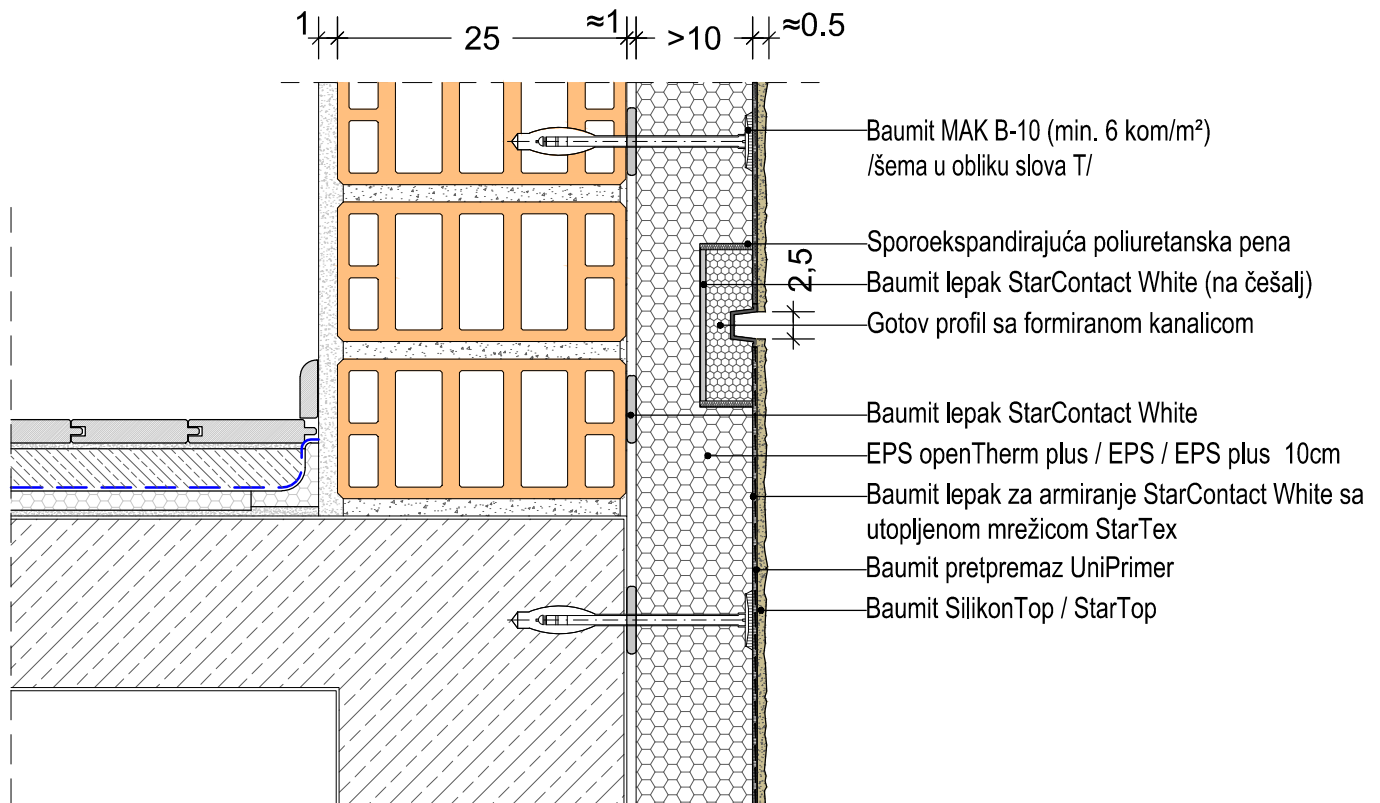 1
25
≈1
>10
≈0.5
Baumit MAK B-10 (min. 6 kom/m²)
/šema u obliku slova T/
Sporoekspandirajuća poliuretanska pena
2,5
Baumit lepak StarContact White (na češalj)
Gotov profil sa formiranom kanalicom
Baumit lepak StarContact White
EPS openTherm plus / EPS / EPS plus 10cm
Baumit lepak za armiranje StarContact White sa
utopljenom mrežicom StarTex
Baumit pretpremaz UniPrimer
Baumit SilikonTop / StarTop